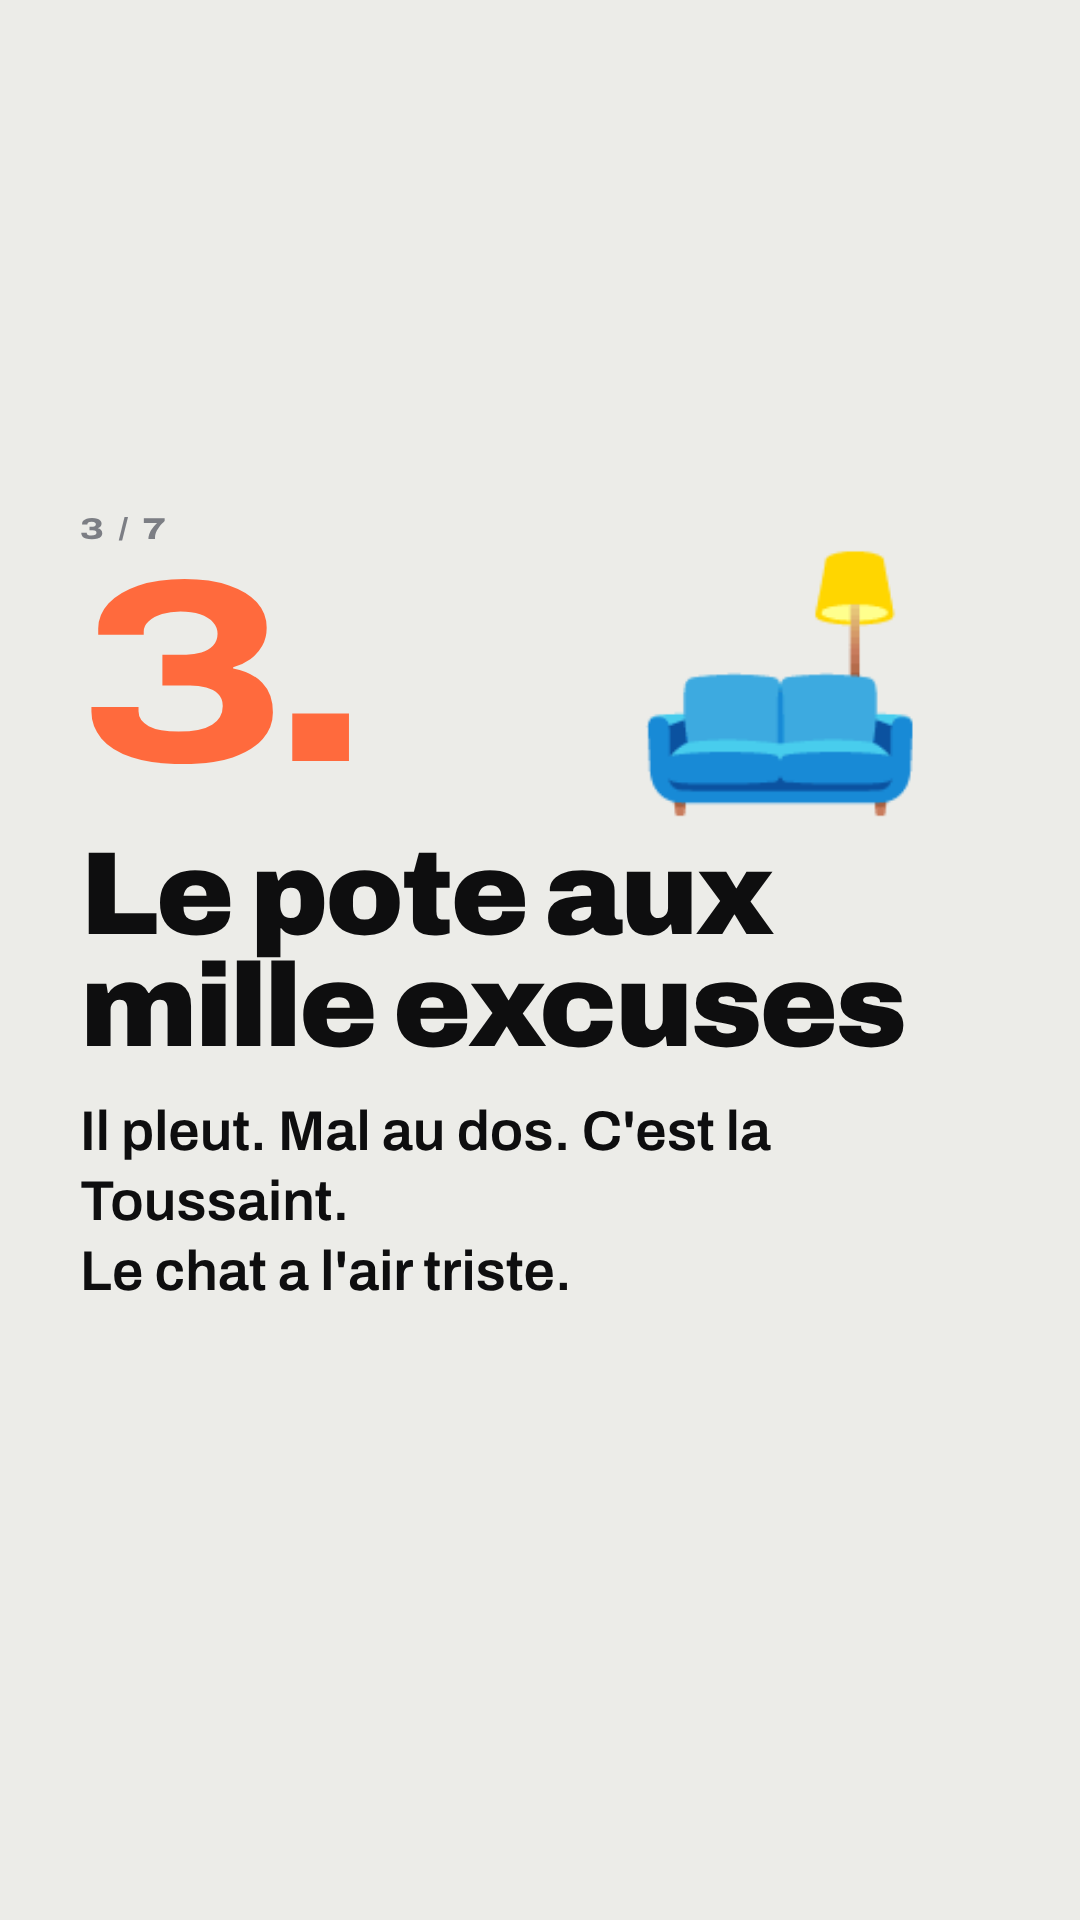 3 / 7
3.
Le pote aux
mille excuses
Il pleut. Mal au dos. C'est la
Toussaint.
Le chat a l'air triste.